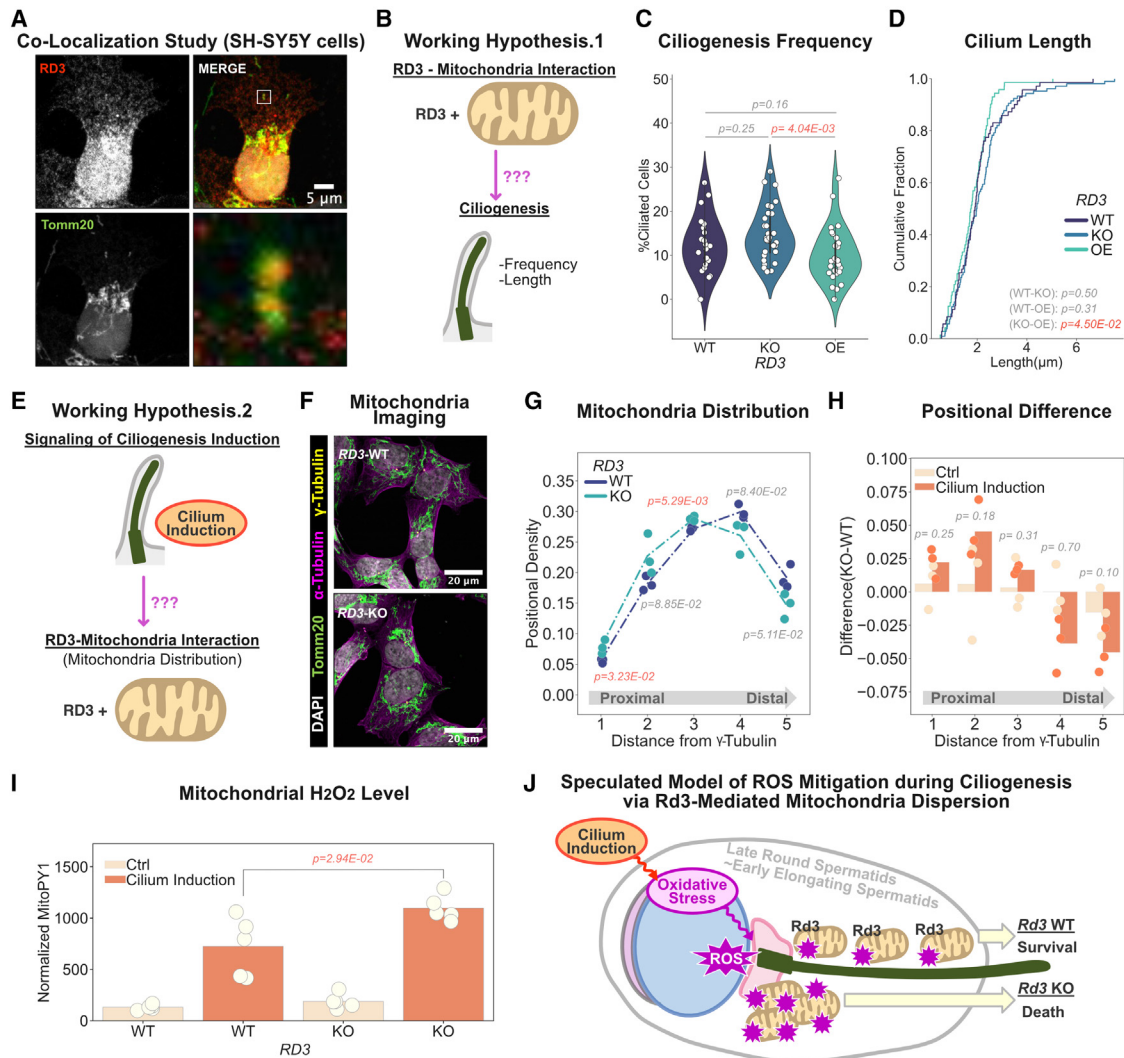 A
Co-Localization Study (SH-SY5Y cells)
RD3
MERGE
5 µm
Tomm20
B
Working Hypothesis.1
RD3 - Mitochondria Interaction
RD3 +
???
Ciliogenesis
-Frequency
-Length
C
Ciliogenesis Frequency
%Ciliated Cells
50
40
30
20
10
0
p=0.16
p=0.25
p= 4.04E-03
WT
KO
OE
RD3
D
Cilium Length
Cumulative Fraction
1.0
0.8
0.6
0.4
0.2
0.0
RD3
WT
KO
OE
(WT-KO): p=0.50
(WT-OE): p=0.31
(KO-OE): p=4.50E-02
2
4
6
Length(µm)
E
Working Hypothesis.2
Signaling of Ciliogenesis Induction
Cilium
Induction
???
RD3-Mitochondria Interaction
(Mitochondria Distribution)
RD3 +
F
Mitochondria
Imaging
DAPI Tomm20 α-Tubulin γ-Tubulin
RD3-WT
20 µm
RD3-KO
20 µm
G
Mitochondria Distribution
Positional Density
0.35
0.30
0.25
0.20
0.15
0.10
0.05
0.00
RD3
WT
KO
p=5.29E-03
p=8.40E-02
p=8.85E-02
p=5.11E-02
p=3.23E-02
Proximal
Distal
1
2
3
4
5
Distance from γ-Tubulin
H
Positional Difference
Difference(KO-WT)
0.100
0.075
0.050
0.025
0.000
−0.025
−0.050
−0.075
Ctrl
Cilium Induction
p= 0.25
p= 0.18
p= 0.31
p= 0.70
p= 0.10
Proximal
Distal
1
2
3
4
5
Distance from γ-Tubulin
I
Mitochondrial H2O2 Level
Normalized MitoPY1
1500
1000
500
0
Ctrl
Cilium Induction
p=2.94E-02
WT
WT
KO
KO
RD3
J
Speculated Model of ROS Mitigation during Ciliogenesis
via Rd3-Mediated Mitochondria Dispersion
Cilium
Induction
Late Round Spermatids
~Early Elongating Spermatids
Oxidative
Stress
ROS
Rd3
Rd3
Rd3
Rd3 WT
Survival
Rd3 KO
Death